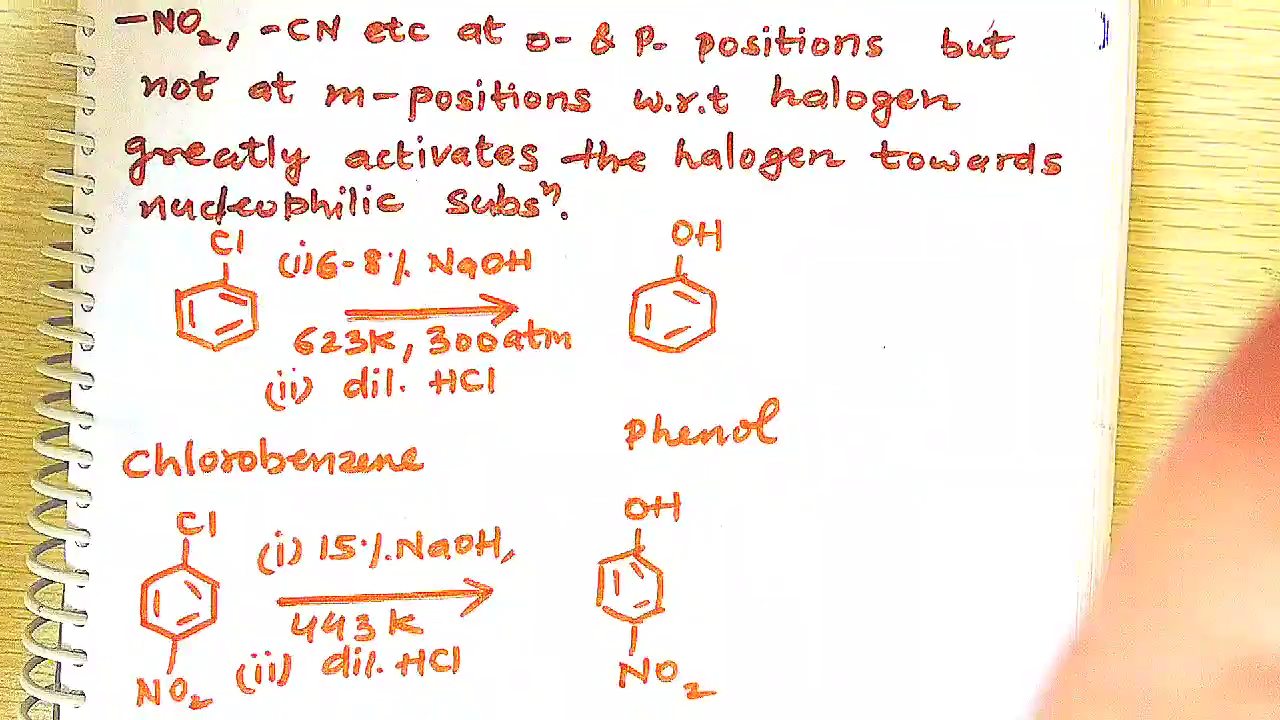 -NO2, -CN etc at o- & p- positions but
not at m-positions w.r.t halogen
greatly activates the halogen towards
nucleophilic subsⁿ.
Cl
(i) 6-8% NaOH
OH
623K, 300atm
(ii) dil. HCl
Chlorobenzene
phenol
Cl
(i) 15% NaOH,
OH
443K
(ii) dil. HCl
NO2
NO2